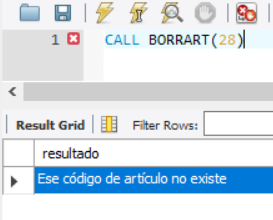 1 CALL BORRART(28)
Result Grid Filter Rows:
resultado
Ese código de artículo no existe